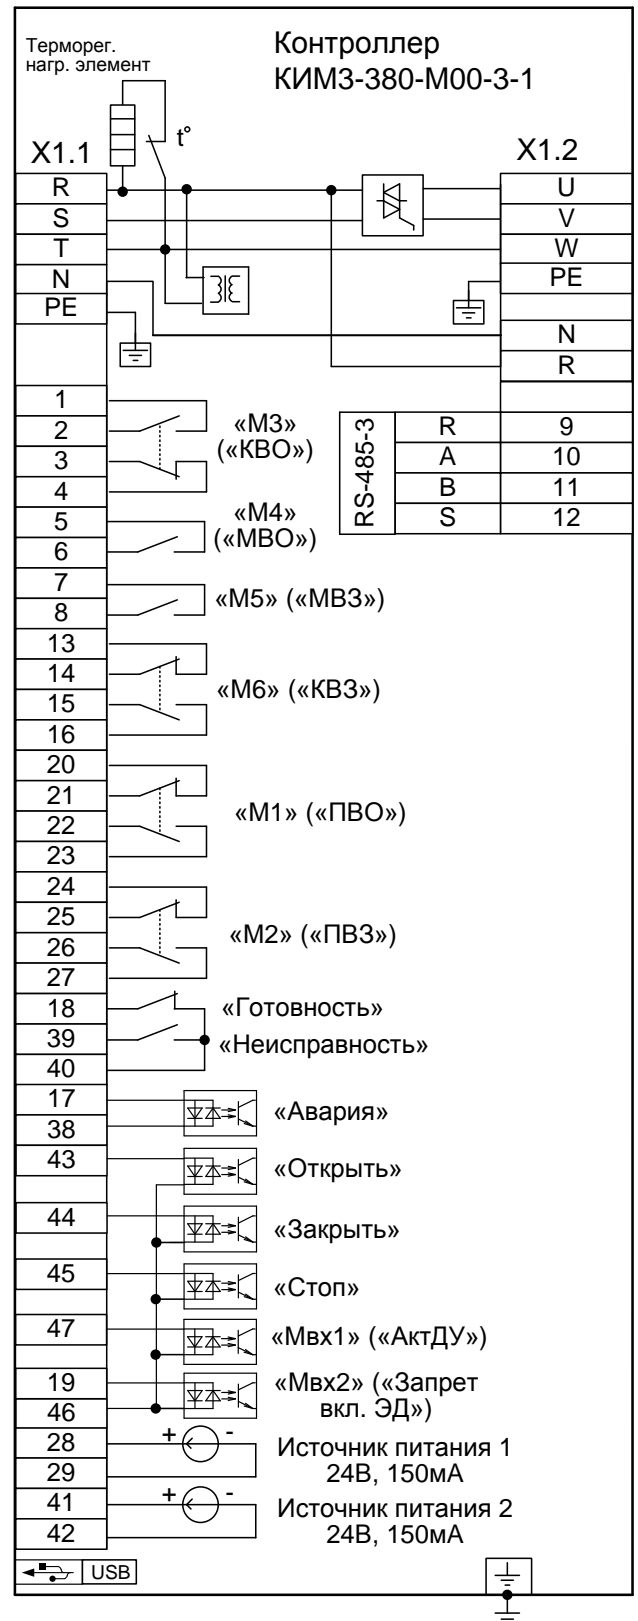 Терморег.
нагр. элемент
Контроллер
КИМ3-380-М00-3-1
t°
X1.1
X1.2
R
S
T
N
PE
U
V
W
PE
N
R
1
2
3
4
«М3»
(«КВО»)
RS-485-3
R 9
A 10
B 11
S 12
5
6
«М4»
(«МВО»)
7
8
«М5» («МВЗ»)
13
14
15
16
«М6» («КВЗ»)
20
21
22
23
«М1» («ПВО»)
24
25
26
27
«М2» («ПВЗ»)
18
39
40
«Готовность»
«Неисправность»
17
38
«Авария»
43
«Открыть»
44
«Закрыть»
45
«Стоп»
47
«Мвх1» («АктДУ»)
19
46
«Мвх2» («Запрет
вкл. ЭД»)
28
29
+ -
Источник питания 1
24В, 150мА
41
42
+ -
Источник питания 2
24В, 150мА
USB